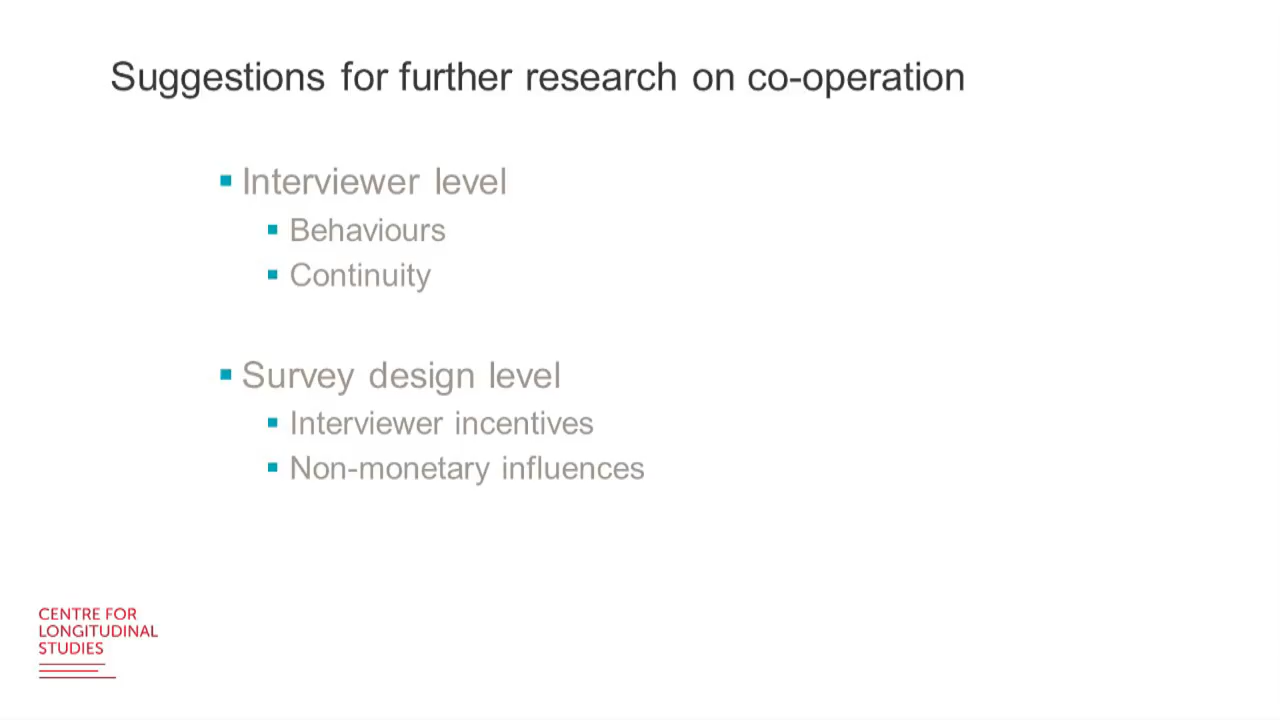 Suggestions for further research on co-operation
Interviewer level
Behaviours
Continuity
Survey design level
Interviewer incentives
Non-monetary influences
CENTRE FOR
LONGITUDINAL
STUDIES